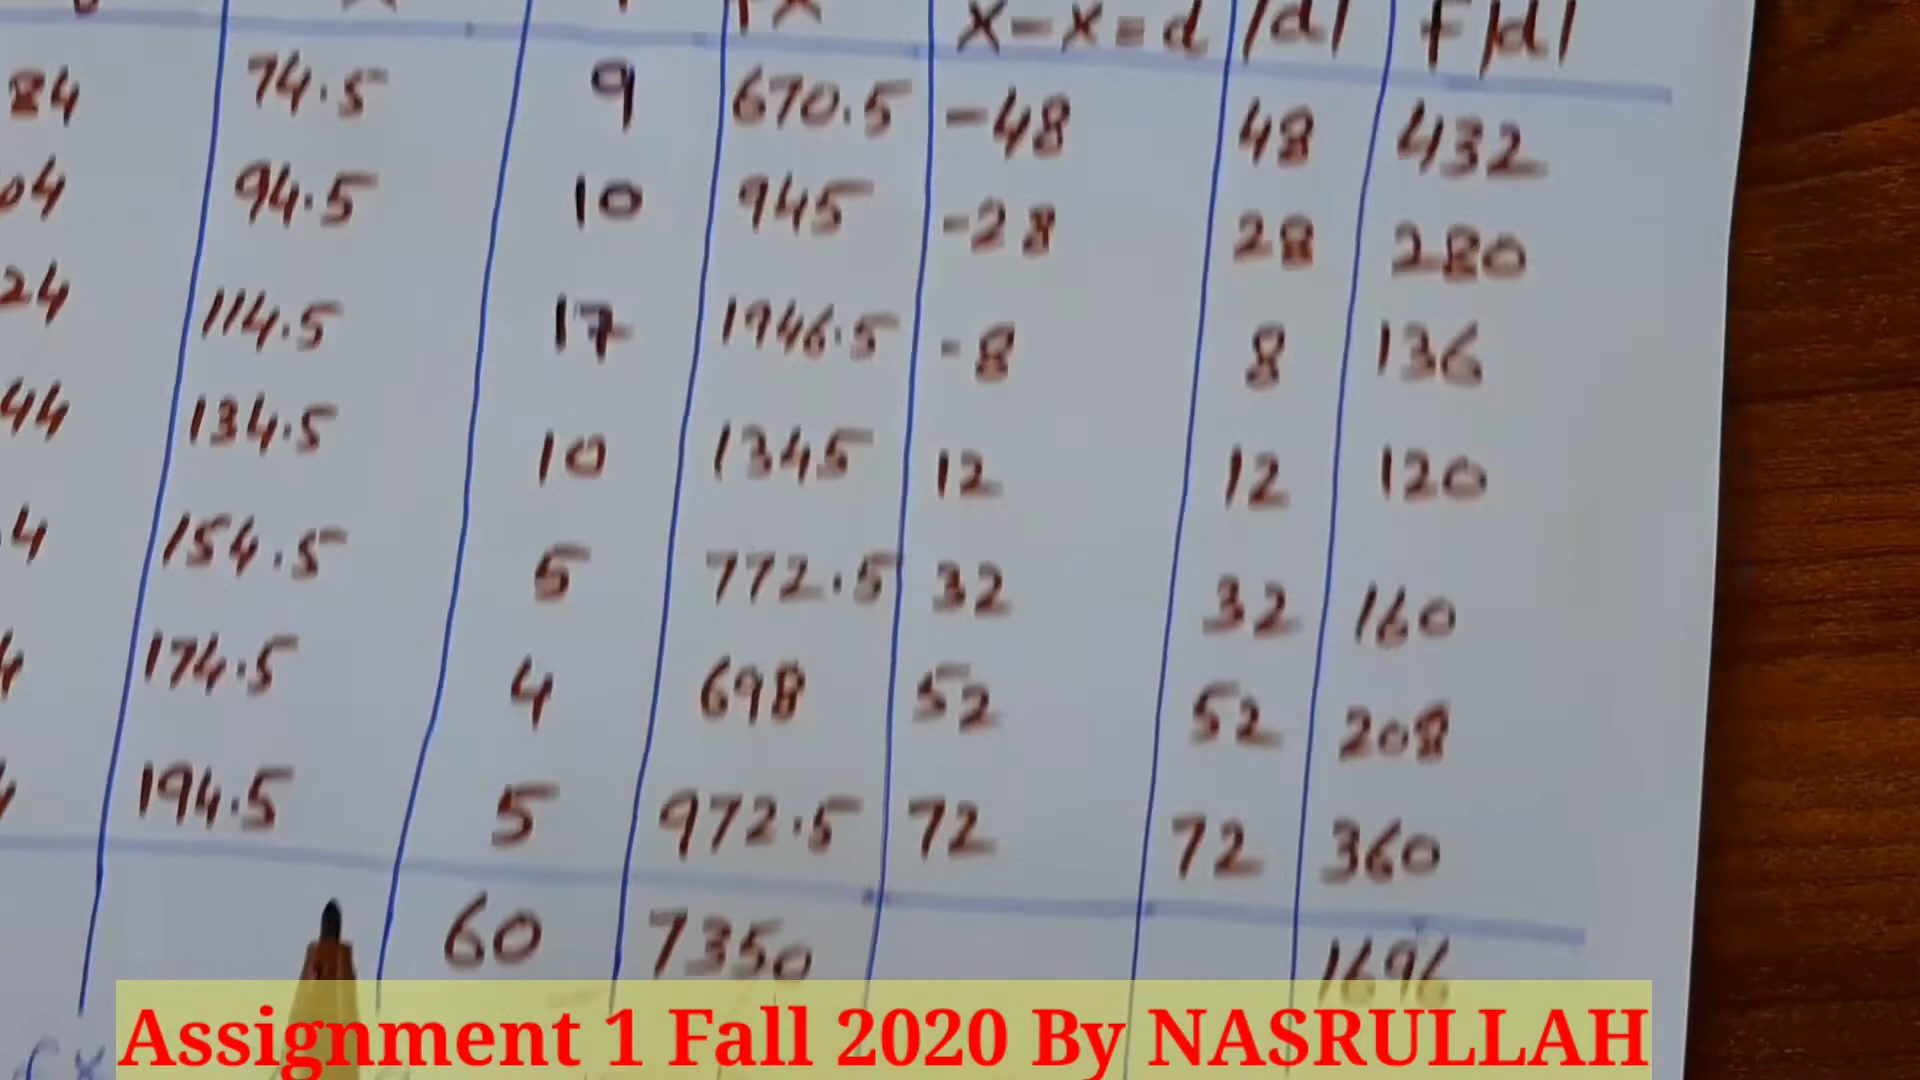 fx X-x=d |d| f|d|
84 74.5 9 670.5 -48 48 432
04 94.5 10 945 -28 28 280
24 114.5 17 1946.5 -8 8 136
44 134.5 10 1345 12 12 120
4 154.5 5 772.5 32 32 160
4 174.5 4 698 52 52 208
4 194.5 5 972.5 72 72 360
60 7350 1696
Assignment 1 Fall 2020 By NASRULLAH